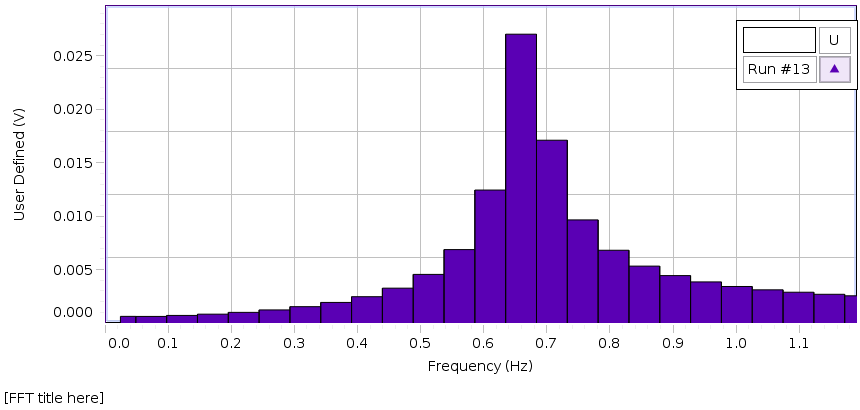 U
Run #13
0.025
0.020
0.015
0.010
0.005
0.000
User Defined (V)
0.0 0.1 0.2 0.3 0.4 0.5 0.6 0.7 0.8 0.9 1.0 1.1
Frequency (Hz)
[FFT title here]